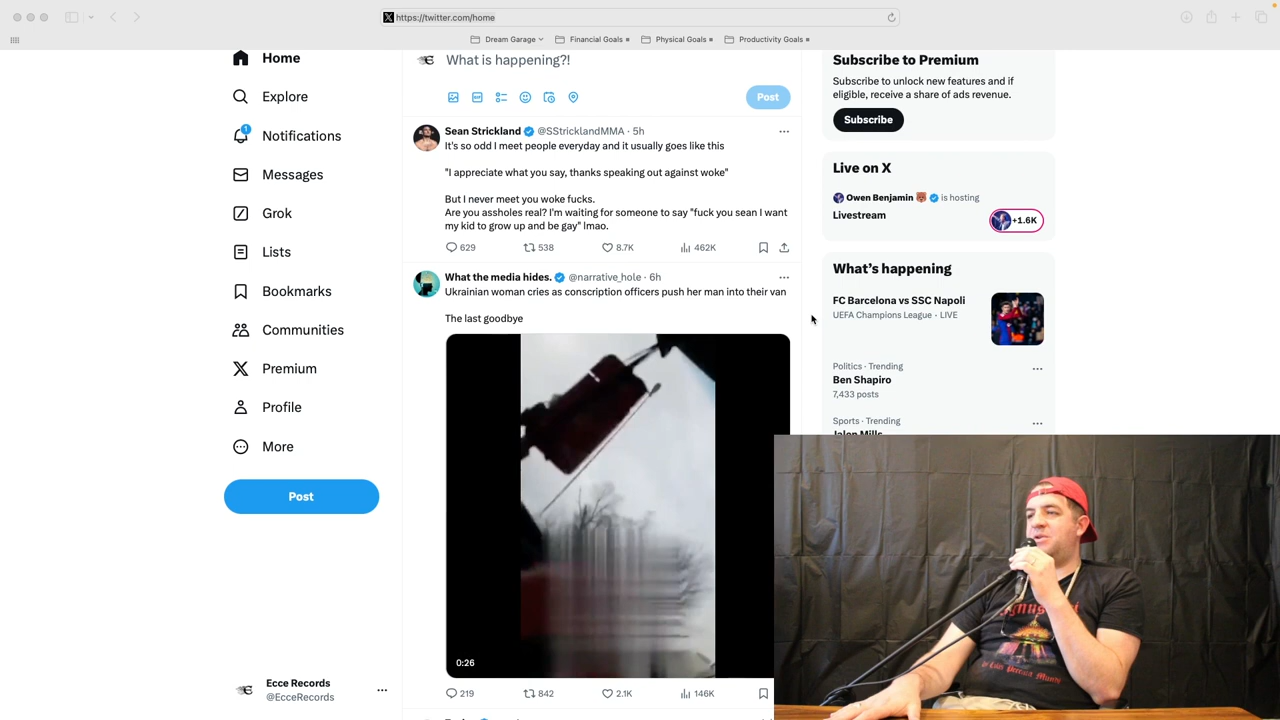 https://twitter.com/home
Dream Garage
Financial Goals
Physical Goals
Productivity Goals
Home
Explore
1
Notifications
Messages
Grok
Lists
Bookmarks
Communities
Premium
Profile
More
Post
Ecce Records
@EcceRecords
What is happening?!
GIF
Post
Sean Strickland @SStricklandMMA · 5h
It's so odd I meet people everyday and it usually goes like this
"I appreciate what you say, thanks speaking out against woke"
But I never meet you woke fucks.
Are you assholes real? I'm waiting for someone to say "fuck you sean I want
my kid to grow up and be gay" lmao.
629 538 8.7K 462K
What the media hides. @narrative_hole · 6h
Ukrainian woman cries as conscription officers push her man into their van
The last goodbye
0:26
219 842 2.1K 146K
Subscribe to Premium
Subscribe to unlock new features and if
eligible, receive a share of ads revenue.
Subscribe
Live on X
Owen Benjamin is hosting
Livestream
+1.6K
What's happening
FC Barcelona vs SSC Napoli
UEFA Champions League · LIVE
Politics · Trending
Ben Shapiro
7,433 posts
Sports · Trending
Jalen Mills